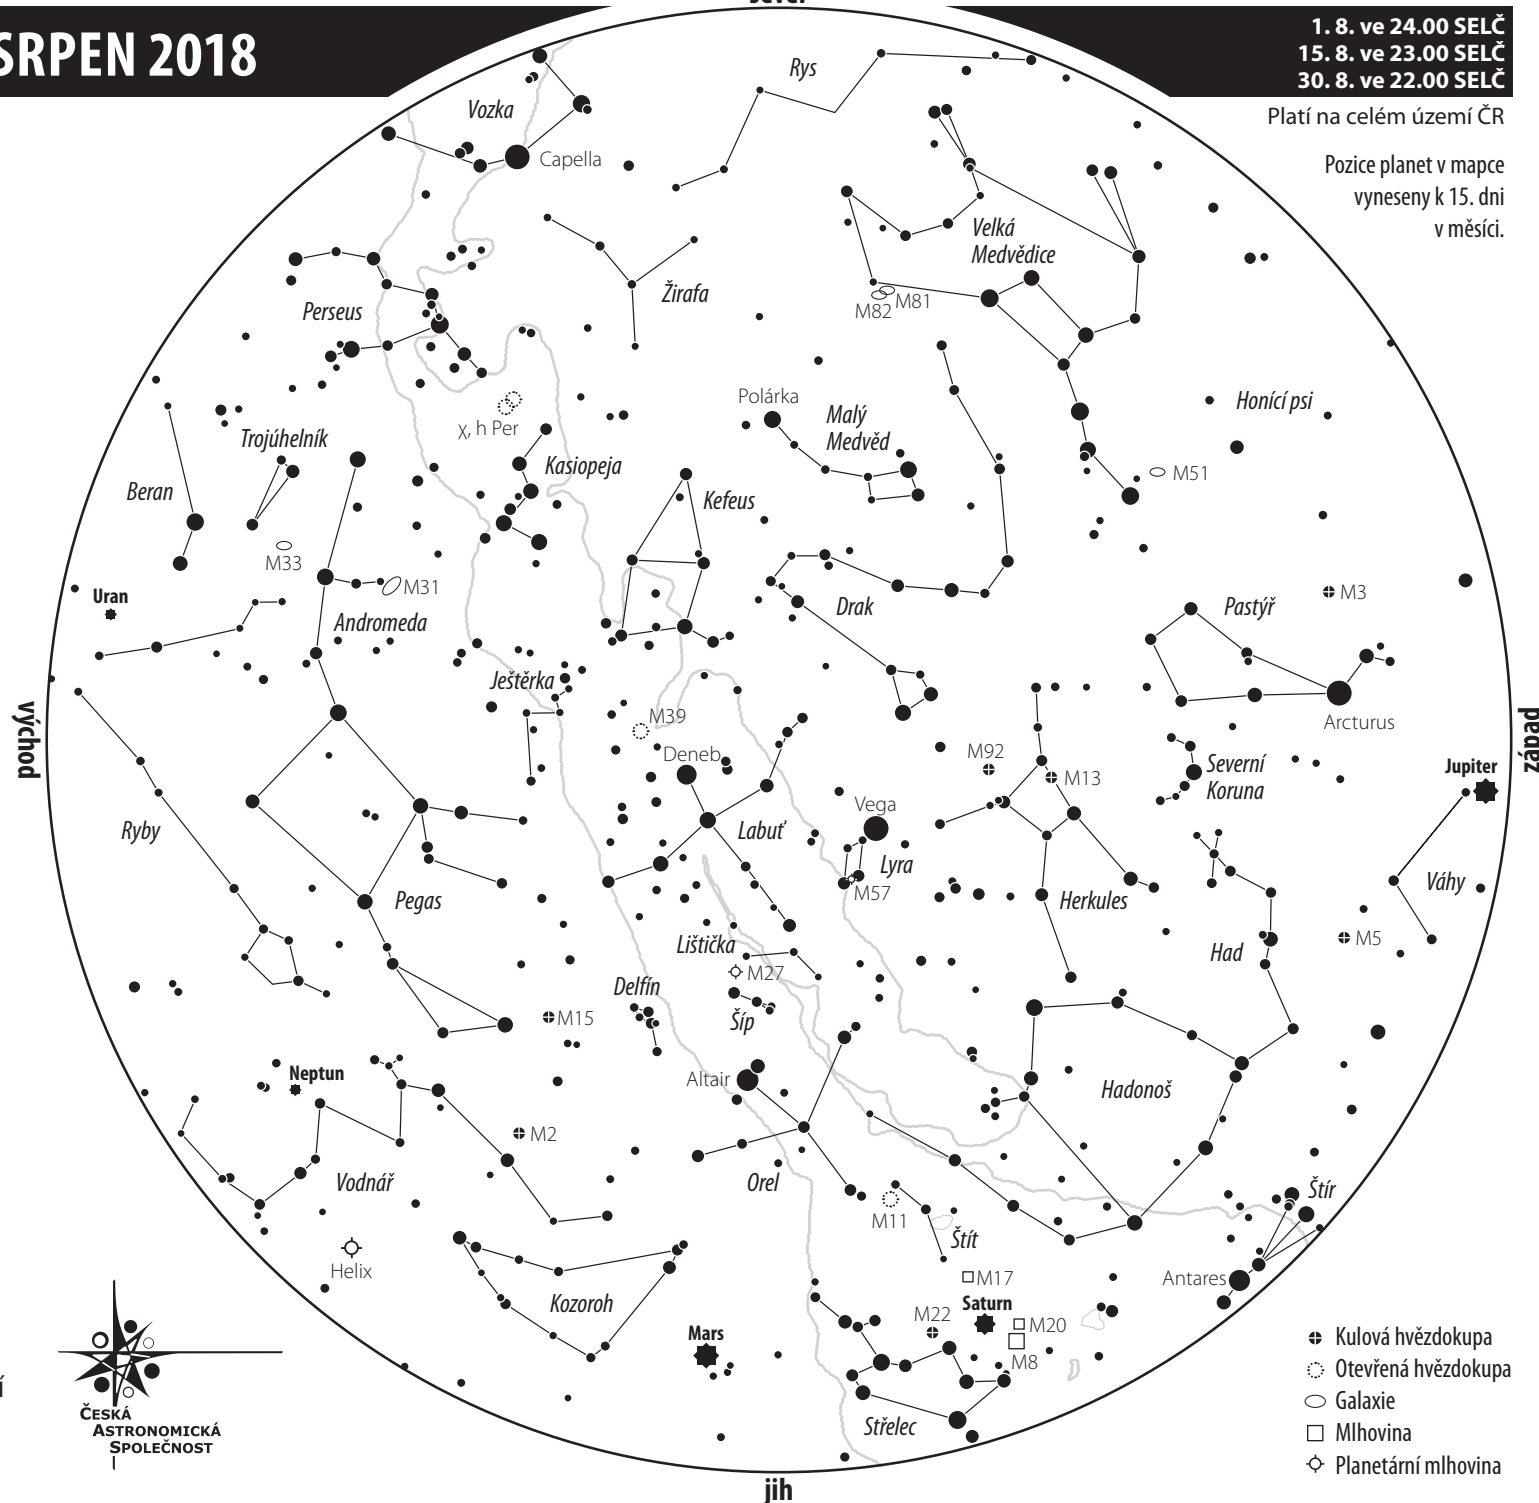 sever
SRPEN 2018
1. 8. ve 24.00 SELČ
15. 8. ve 23.00 SELČ
30. 8. ve 22.00 SELČ
Platí na celém území ČR
Pozice planet v mapce
vyneseny k 15. dni
v měsíci.
Rys
Vozka
Capella
Velká
Medvědice
Žirafa
M82
M81
Perseus
Polárka
Malý
Medvěd
Honící psi
χ, h Per
Trojúhelník
Kasiopeja
Beran
Kefeus
M51
M33
M31
Uran
Andromeda
Drak
Pastýř
M3
Ještěrka
M39
Arcturus
východ
západ
Deneb
M92
M13
Severní
Koruna
Jupiter
Vega
Labuť
Lyra
Ryby
M57
Váhy
Pegas
Herkules
Lištička
Had
M5
M27
Delfín
Šíp
M15
Neptun
Altair
Hadonoš
M2
Vodnář
Orel
Štír
M11
Štít
Helix
M17
Antares
Kozoroh
Saturn
M22
M20
Mars
M8
Střelec
Kulová hvězdokupa
Otevřená hvězdokupa
Galaxie
Mlhovina
Planetární mlhovina
í
ČESKÁ
ASTRONOMICKÁ
SPOLEČNOST
jih